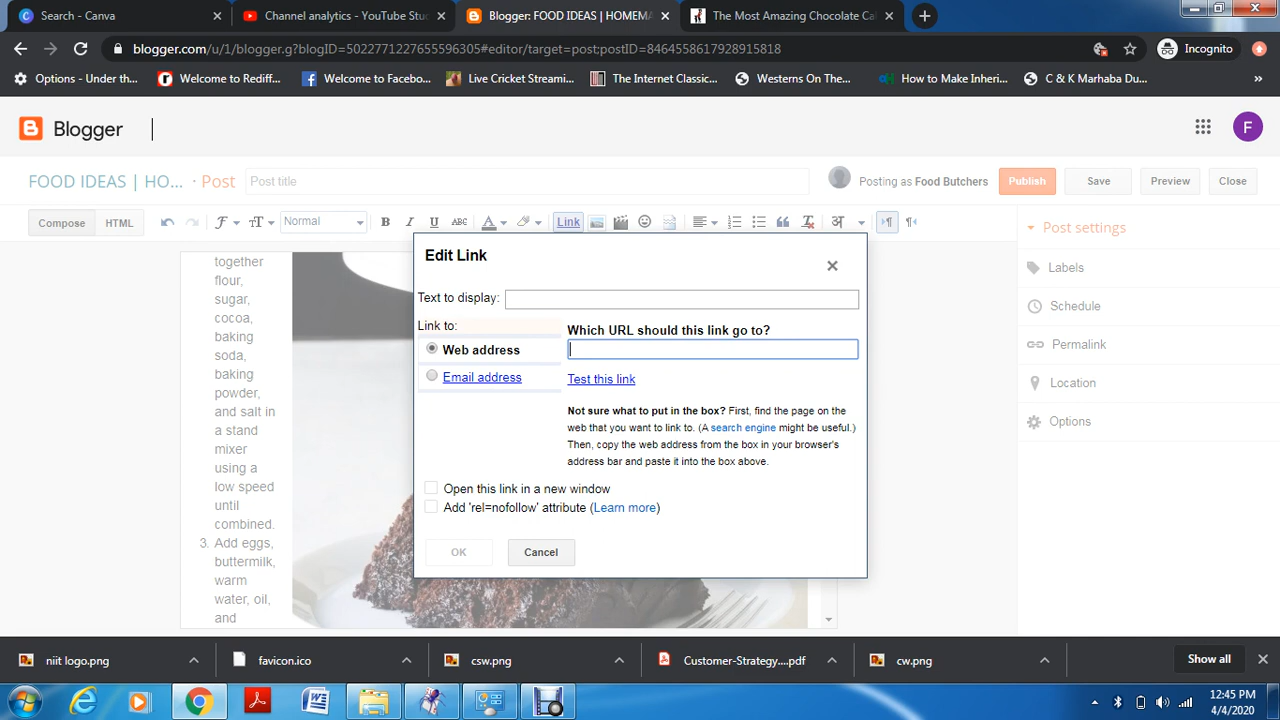 Search - Canva
Channel analytics - YouTube Stu
Blogger: FOOD IDEAS | HOMEMA
The Most Amazing Chocolate Ca
blogger.com/u/1/blogger.g?blogID=5022771227655596305#editor/target=post;postID=8464558617928915818
Incognito
Options - Under th...
Welcome to Rediff...
Welcome to Facebo...
Live Cricket Streami...
The Internet Classic...
Westerns On The...
How to Make Inheri...
C & K Marhaba Du...
»
Blogger
F
FOOD IDEAS | HO... · Post
Post title
Posting as Food Butchers
Publish
Save
Preview
Close
Compose
HTML
Normal
B
I
U
ABC
A
Link
अ
Post settings
Labels
Schedule
Permalink
Location
Options
together
flour,
sugar,
cocoa,
baking
soda,
baking
powder,
and salt in
a stand
mixer
using a
low speed
until
combined.
3. Add eggs,
buttermilk,
warm
water, oil,
and
Edit Link
Text to display:
Link to:
Web address
Email address
Which URL should this link go to?
Test this link
Not sure what to put in the box? First, find the page on the
web that you want to link to. (A search engine might be useful.)
Then, copy the web address from the box in your browser's
address bar and paste it into the box above.
Open this link in a new window
Add 'rel=nofollow' attribute (Learn more)
OK
Cancel
niit logo.png
favicon.ico
csw.png
Customer-Strategy....pdf
cw.png
Show all
12:45 PM
4/4/2020